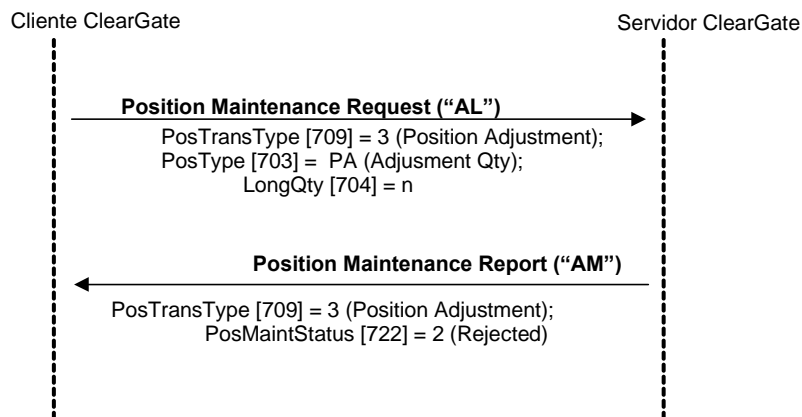 Cliente ClearGate
Servidor ClearGate
Position Maintenance Request (“AL”)
PosTransType [709] = 3 (Position Adjustment);
PosType [703] = PA (Adjusment Qty);
LongQty [704] = n
Position Maintenance Report (“AM”)
PosTransType [709] = 3 (Position Adjustment);
PosMaintStatus [722] = 2 (Rejected)